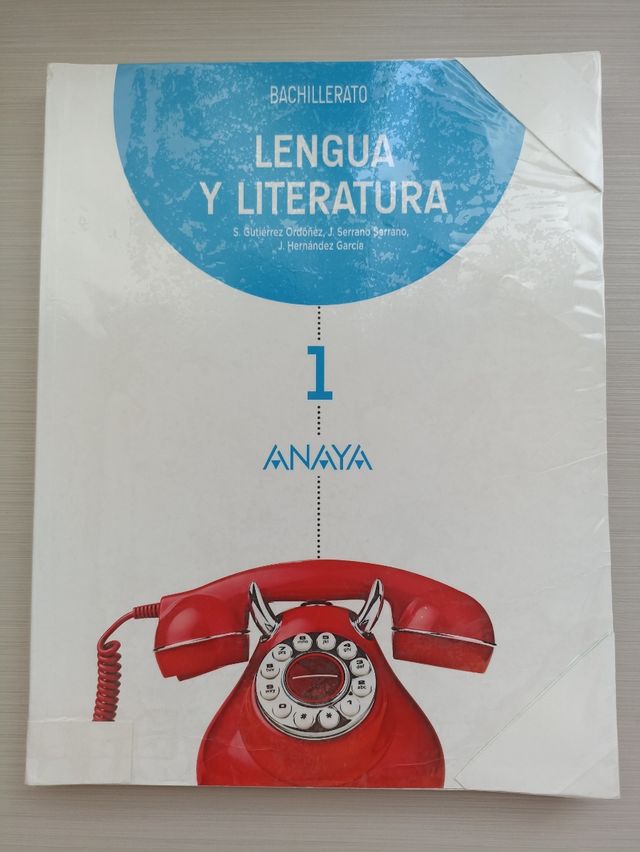 BACHILLERATO
LENGUA
Y LITERATURA
S. Gutiérrez Ordóñez, J. Serrano Serrano,
J. Hernández García
1
ANAYA